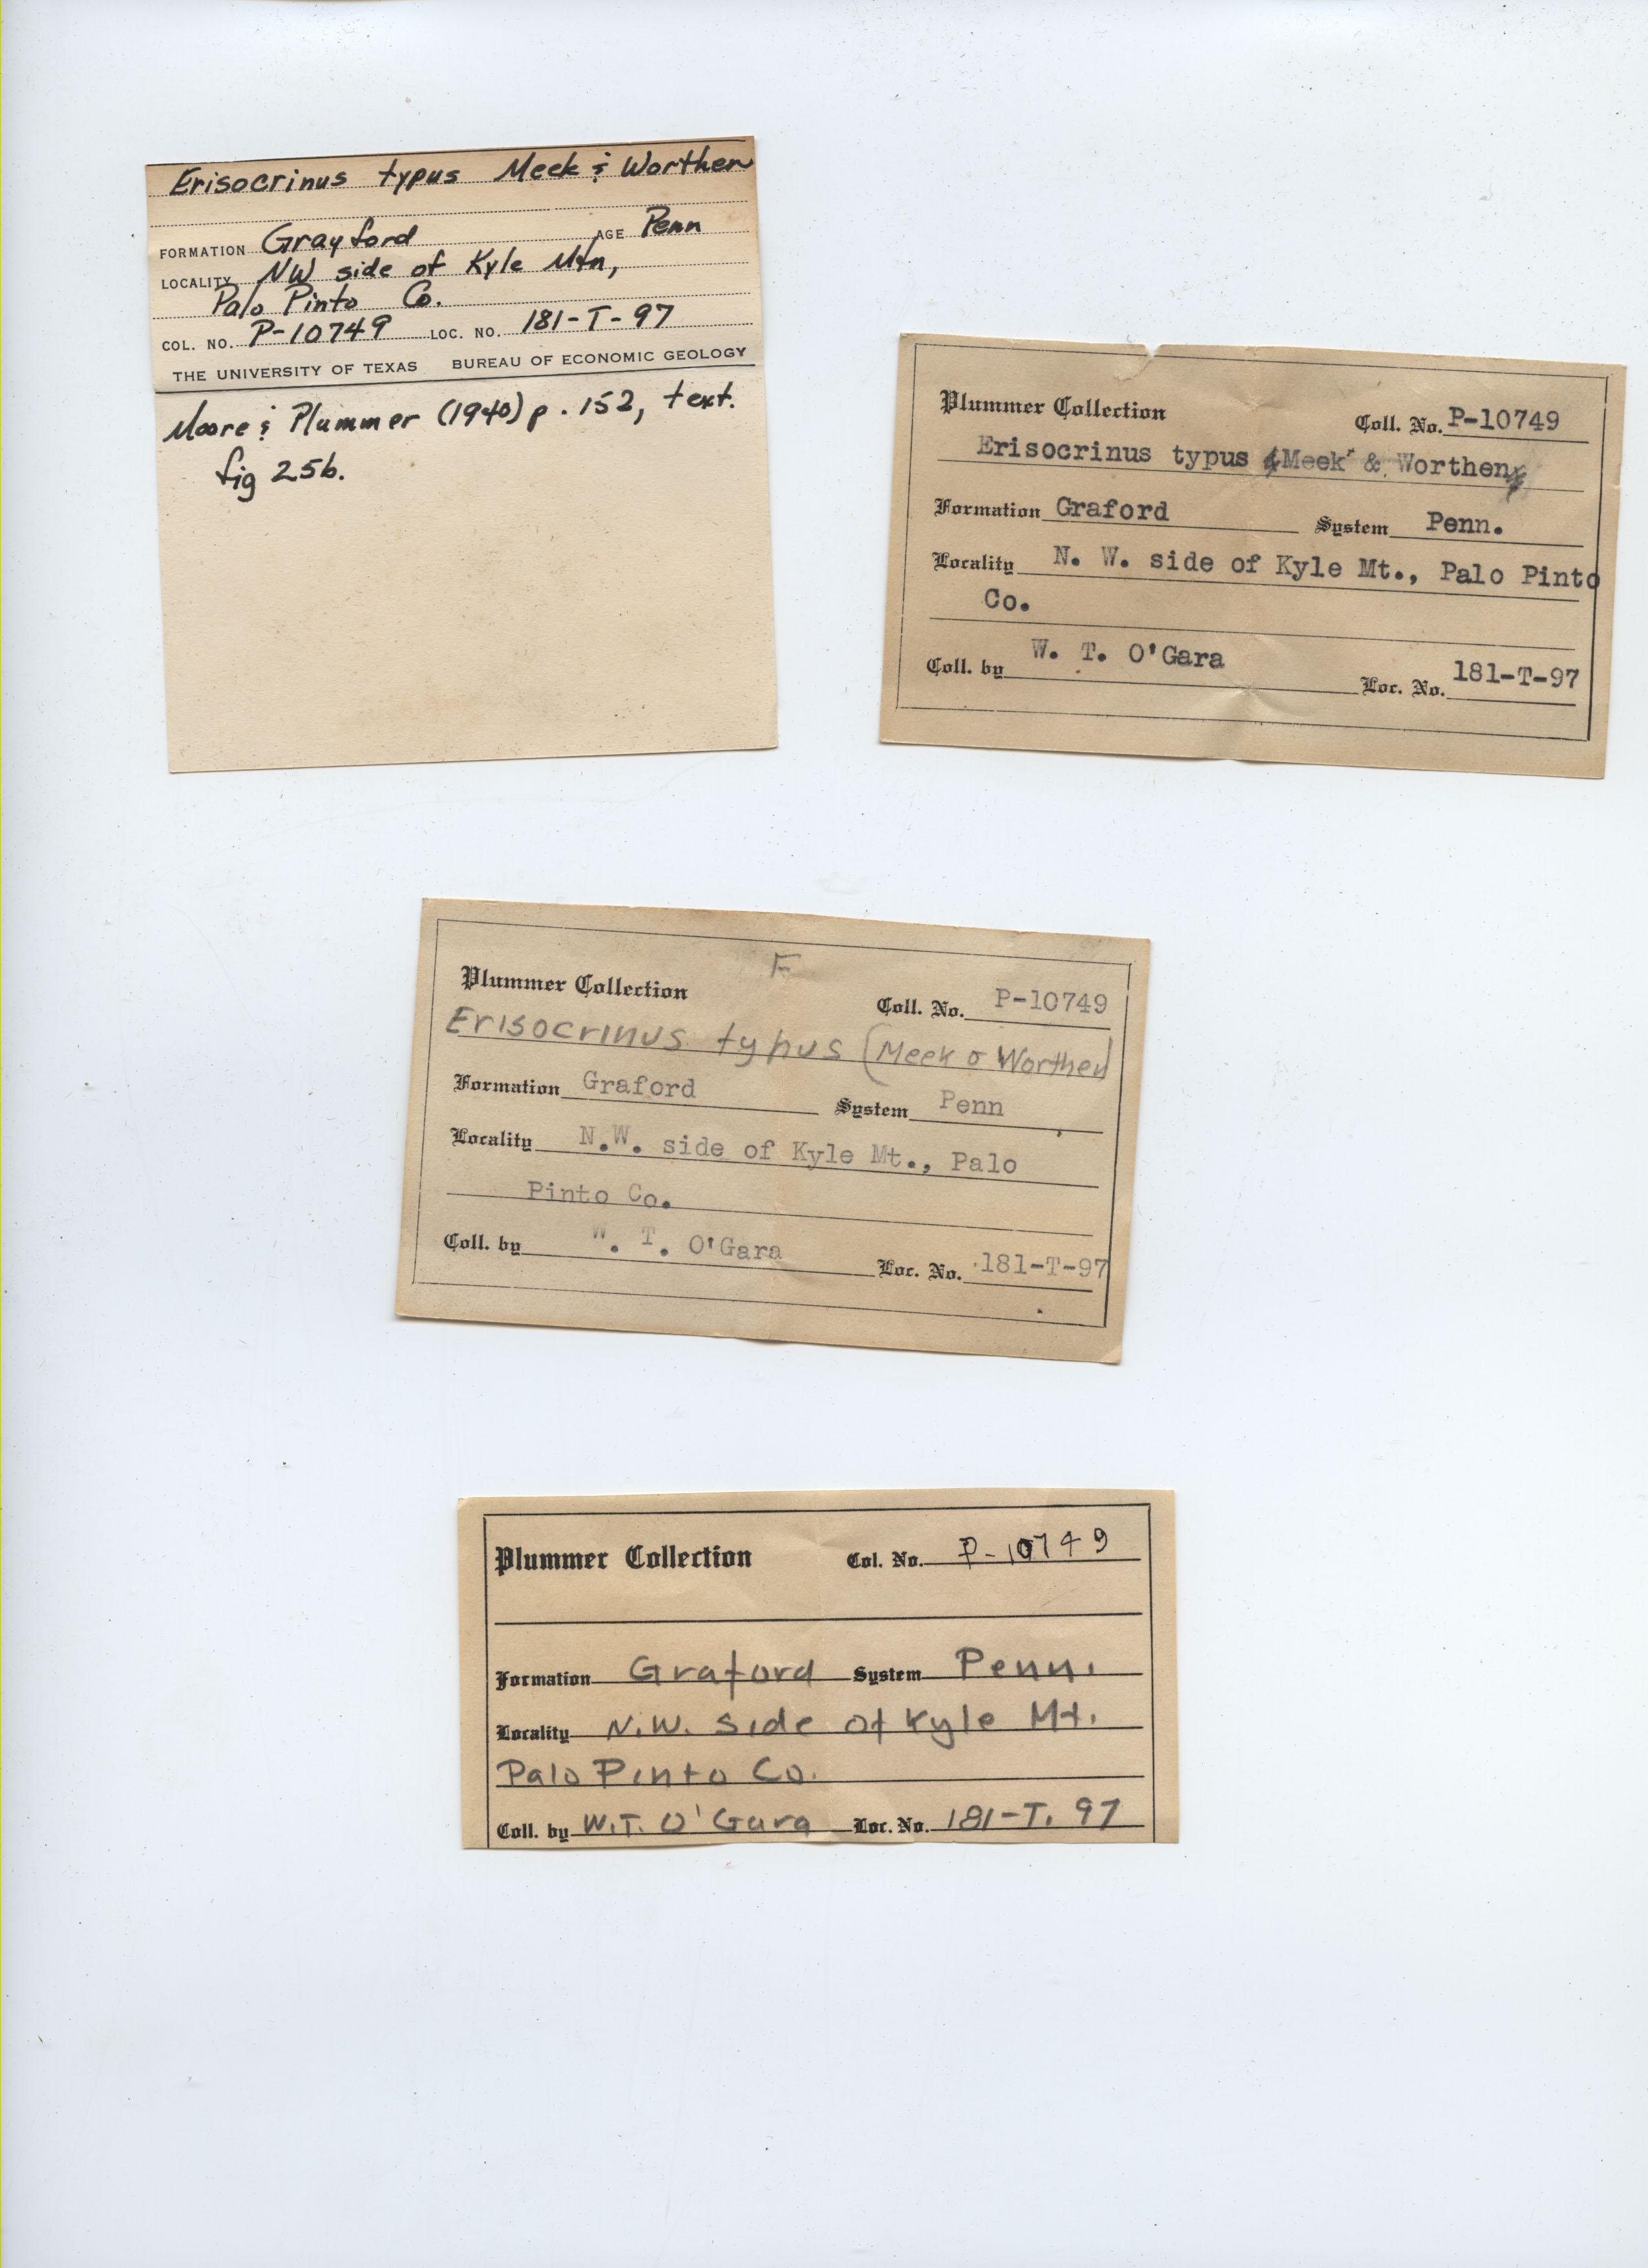 Erisocrinus typus Meek & Worthen
FORMATION Grayford AGE Penn
LOCALITY NW side of Kyle Mtn,
Palo Pinto Co.
COL. NO. P-10749 LOC. NO. 181-T-97
THE UNIVERSITY OF TEXAS BUREAU OF ECONOMIC GEOLOGY
Moore & Plummer (1940) p. 152, text.
fig 25b.
Plummer Collection Coll. No. P-10749
Erisocrinus typus Meek & Worthen
Formation Graford System Penn.
Locality N. W. side of Kyle Mt., Palo Pinto
Co.
Coll. by W. T. O'Gara Loc. No. 181-T-97
F
Plummer Collection Coll. No. P-10749
Erisocrinus typus (Meek & Worthen)
Formation Graford System Penn
Locality N.W. side of Kyle Mt., Palo
Pinto Co.
Coll. by W. T. O'Gara Loc. No. 181-T-97
Plummer Collection Col. No. P-10749
Formation Graford System Penn.
Locality N.W. side of Kyle Mt.
Palo Pinto Co.
Coll. by W.T. O'Gara Loc. No. 181-T. 97